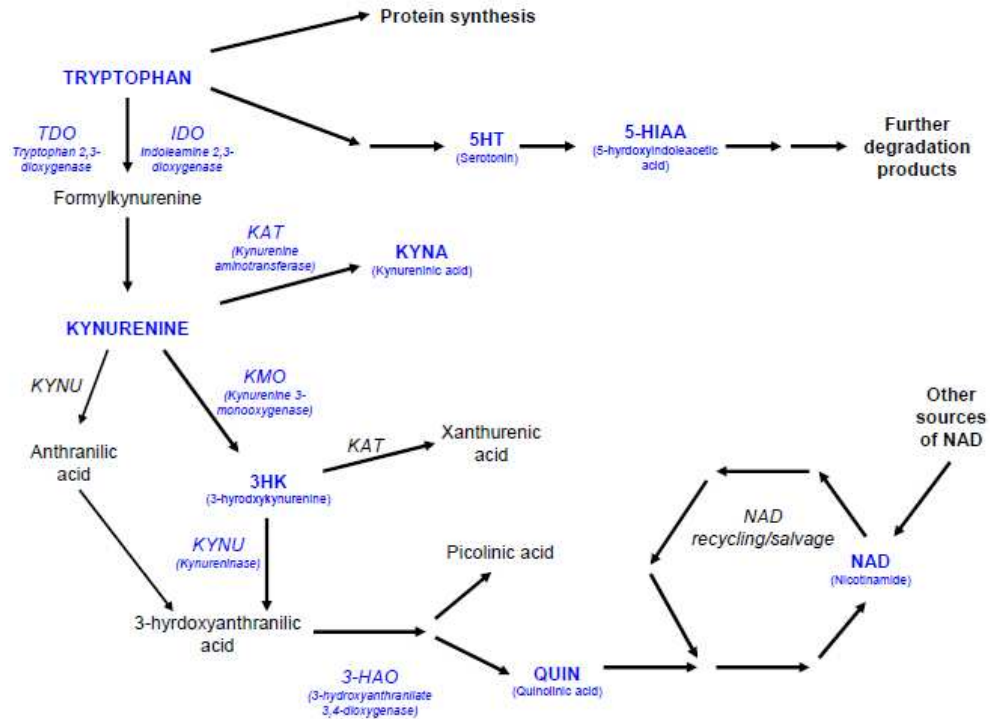 Protein synthesis
TRYPTOPHAN
TDO
Tryptophan 2,3-
dioxygenase
IDO
Indoleamine 2,3-
dioxygenase
5HT
(Serotonin)
5-HIAA
(5-hyrdoxyindoleacetic
acid)
Further
degradation
products
Formylkynurenine
KAT
(Kynurenine
aminotransferase)
KYNA
(Kynureninic acid)
KYNURENINE
KYNU
KMO
(Kynurenine 3-
monooxygenase)
Other
sources
of NAD
Anthranilic
acid
KAT
Xanthurenic
acid
3HK
(3-hyrodxykynurenine)
NAD
recycling/salvage
KYNU
(Kynureninase)
Picolinic acid
NAD
(Nicotinamide)
3-hyrdoxyanthranilic
acid
3-HAO
(3-hydroxyanthranilate
3,4-dioxygenase)
QUIN
(Quinolinic acid)